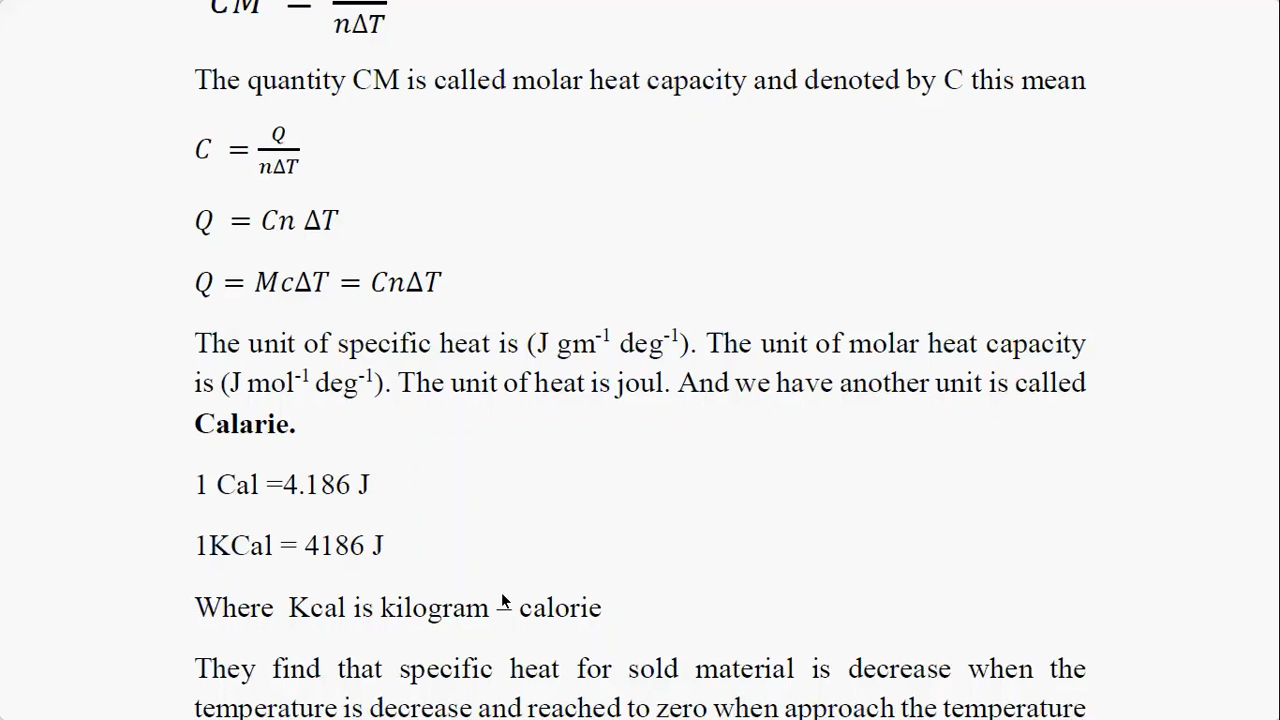 CM = 
nΔT
The quantity CM is called molar heat capacity and denoted by C this mean
C = Q
nΔT
Q = Cn ΔT
Q = McΔT = CnΔT
The unit of specific heat is (J gm⁻¹ deg⁻¹). The unit of molar heat capacity
is (J mol⁻¹ deg⁻¹). The unit of heat is joul. And we have another unit is called
Calarie.
1 Cal =4.186 J
1KCal = 4186 J
Where Kcal is kilogram – calorie
They find that specific heat for sold material is decrease when the
temperature is decrease and reached to zero when approach the temperature